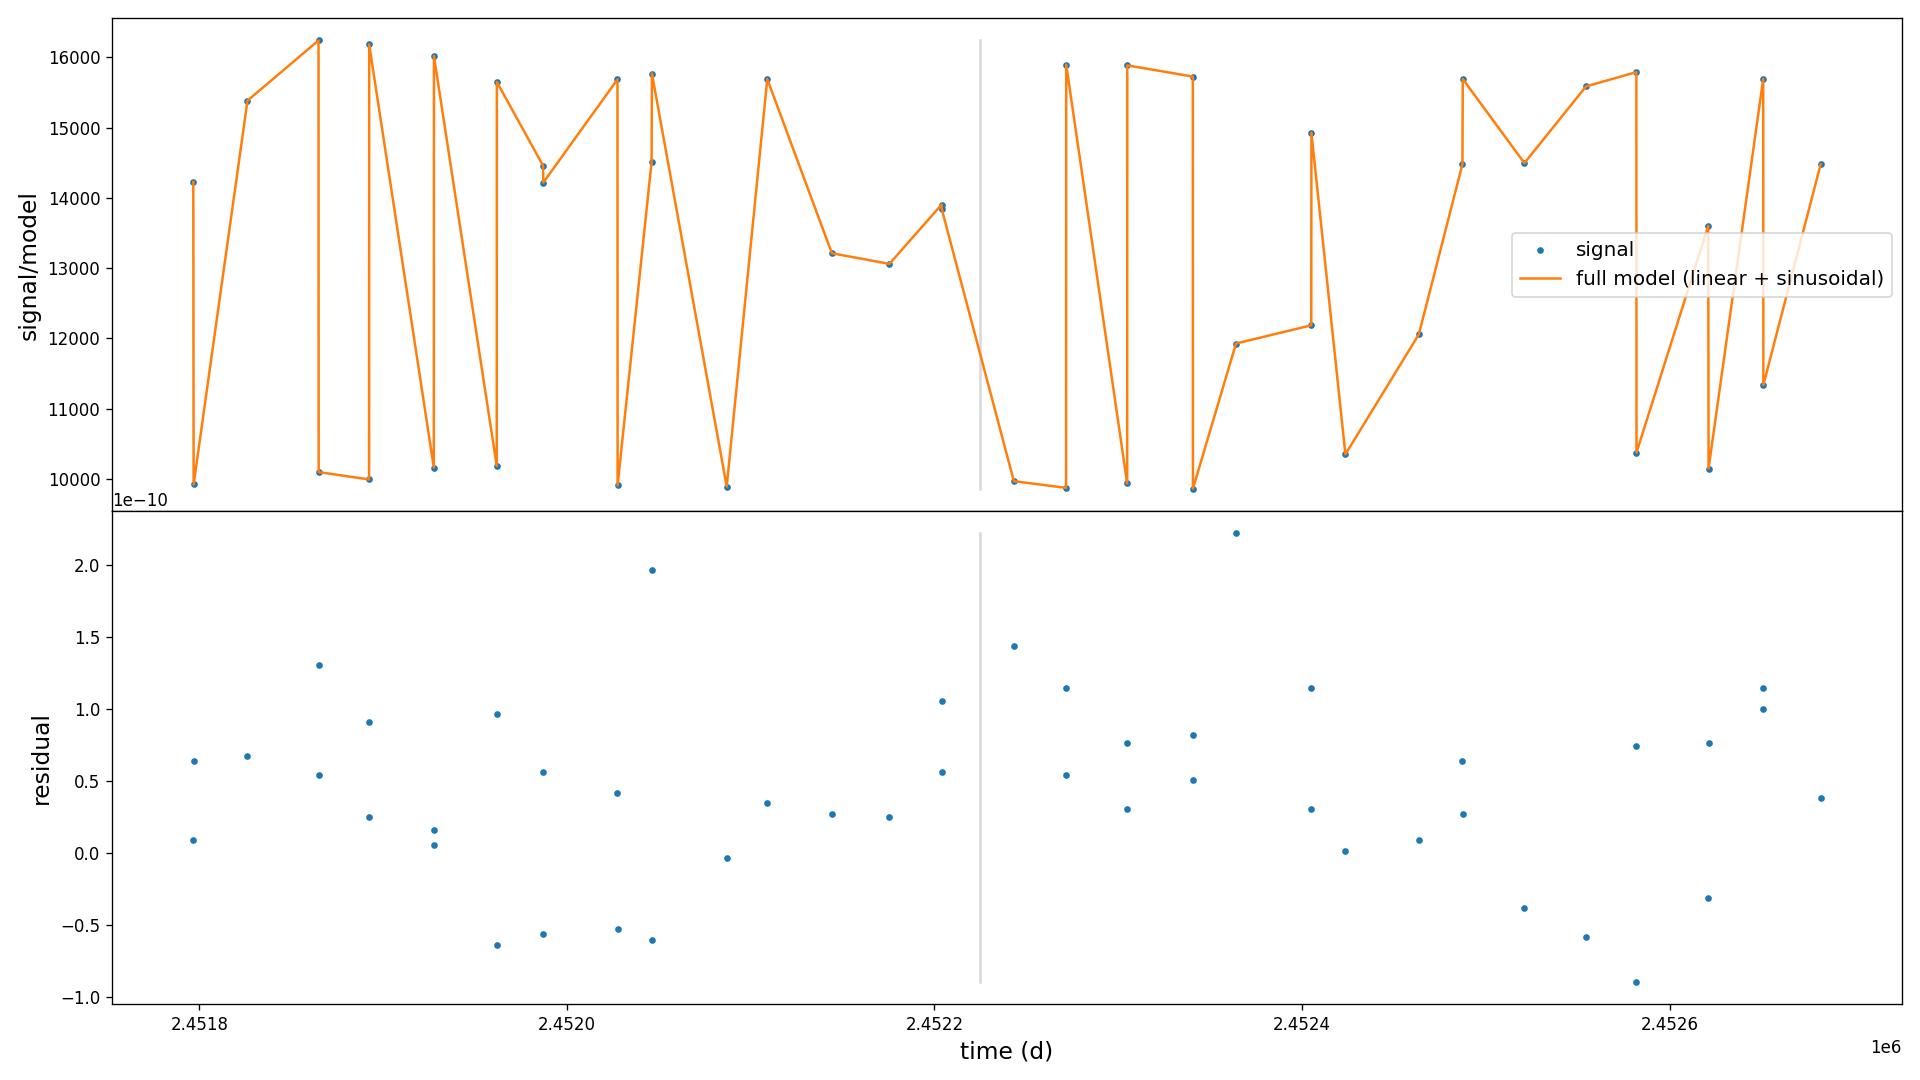 16000
15000
14000
13000
12000
11000
10000
signal/model
signal
full model (linear + sinusoidal)
1e−10
2.0
1.5
1.0
0.5
0.0
−0.5
−1.0
residual
2.4518
2.4520
2.4522
2.4524
2.4526
1e6
time (d)